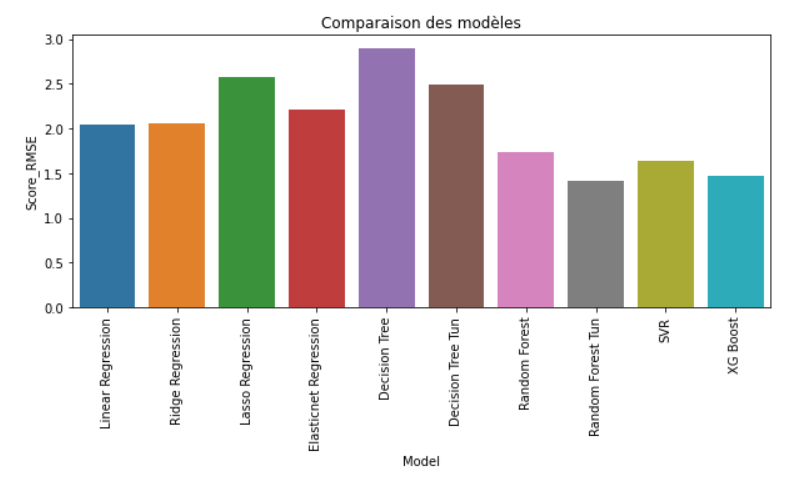 Comparaison des modèles
Score_RMSE
3.0
2.5
2.0
1.5
1.0
0.5
0.0
Linear Regression
Ridge Regression
Lasso Regression
Elasticnet Regression
Decision Tree
Decision Tree Tun
Random Forest
Random Forest Tun
SVR
XG Boost
Model